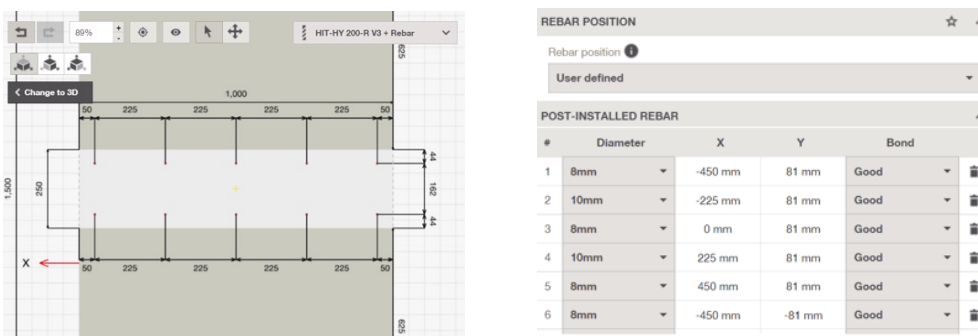 89%
+
-
HIT-HY 200-R V3 + Rebar
Change to 3D
625
1,000
50 225 225 225 225 50
44
1,500
250
162
44
X
50 225 225 225 225 50
625
REBAR POSITION
Rebar position i
User defined
POST-INSTALLED REBAR
# Diameter X Y Bond
1 8mm -450 mm 81 mm Good
2 10mm -225 mm 81 mm Good
3 8mm 0 mm 81 mm Good
4 10mm 225 mm 81 mm Good
5 8mm 450 mm 81 mm Good
6 8mm -450 mm -81 mm Good